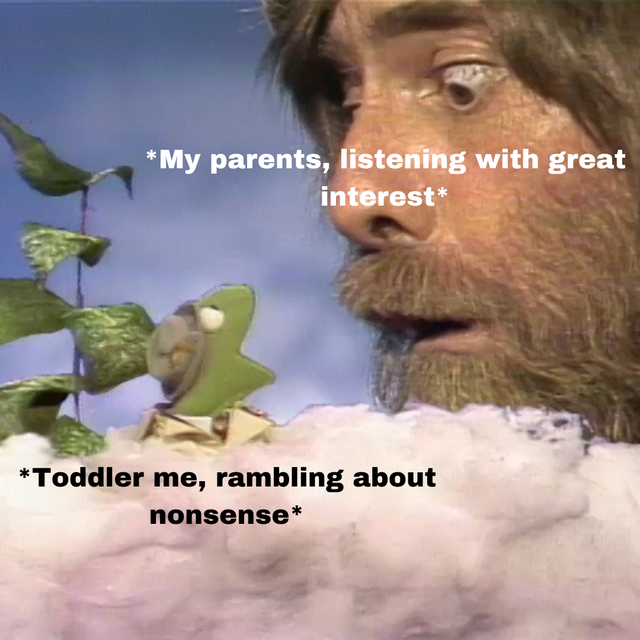 *My parents, listening with great
interest*
*Toddler me, rambling about
nonsense*